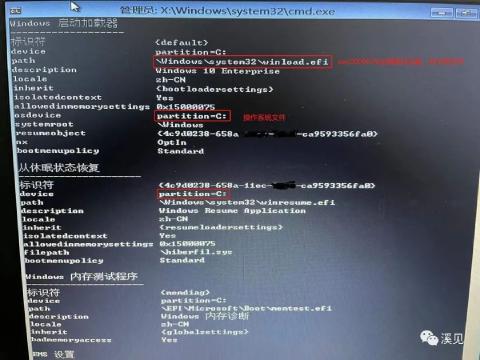 管理员: X:\Windows\system32\cmd.exe
Windows 启动加载器
标识符 {default}
device partition=C:
path \Windows\system32\winload.efi
description Windows 10 Enterprise
locale zh-CN
inherit {bootloadersettings}
isolatedcontext Yes
allowedinmemorysettings 0x15000075
osdevice partition=C: 操作系统文件
systemroot \Windows
resumeobject {4c9d0238-658a ca9593356fa0}
nx OptIn
bootmenupolicy Standard
从休眠状态恢复
标识符 {4c9d0238-658a-11ec- ca9593356fa0}
device partition=C:
path \Windows\system32\winresume.efi
description Windows Resume Application
locale zh-CN
inherit {resumeloadersettings}
isolatedcontext Yes
allowedinmemorysettings 0x15000075
filepath \hiberfil.sys
bootmenupolicy Standard
Windows 内存测试程序
标识符 {memdiag}
device partition=C:
path \EFI\Microsoft\Boot\memtest.efi
description Windows 内存诊断
locale zh-CN
inherit {globalsettings}
badmemoryaccess Yes
EMS 设置
溪见